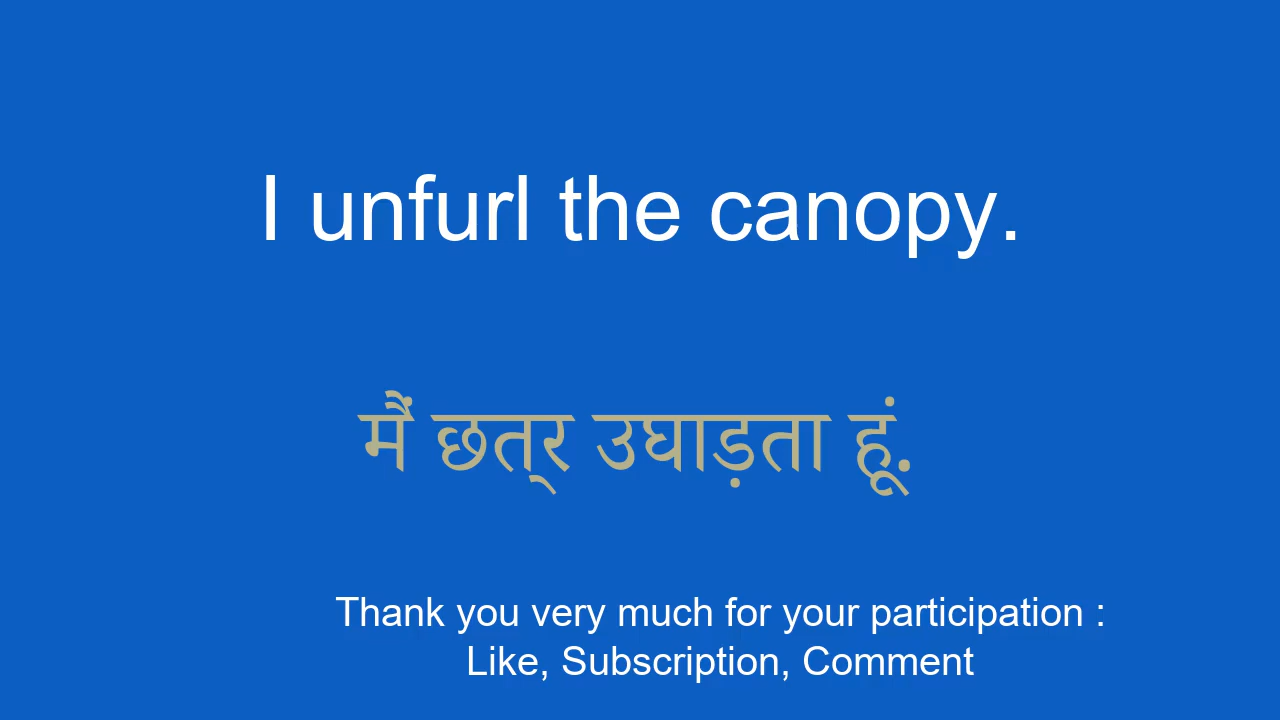 I unfurl the canopy.
मैं छत्र उघाड़ता हूं.
Thank you very much for your participation :
Like, Subscription, Comment